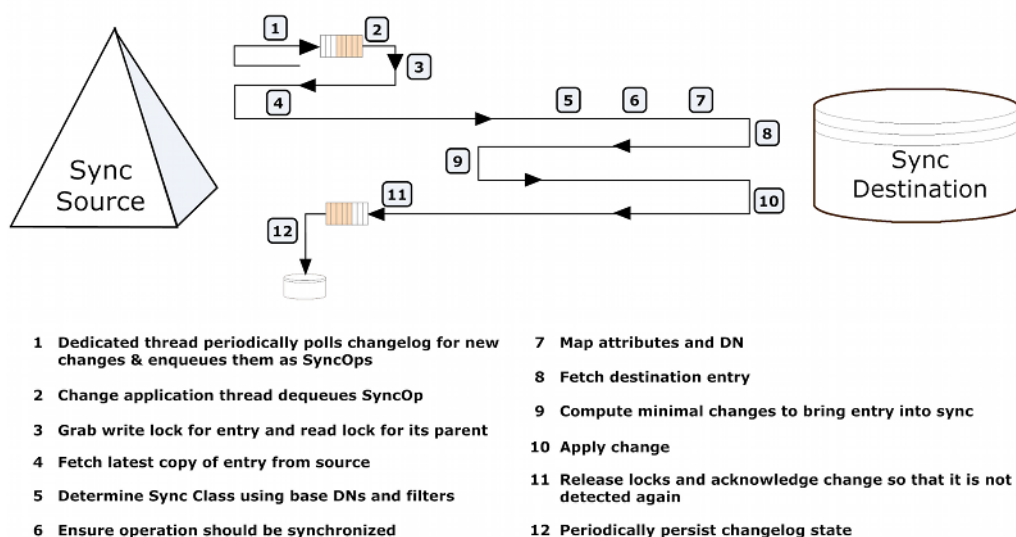 1
2
3
4
5
6
7
8
9
10
11
12
Sync
Source
Sync
Destination
1 Dedicated thread periodically polls changelog for new
changes & enqueues them as SyncOps
2 Change application thread dequeues SyncOp
3 Grab write lock for entry and read lock for its parent
4 Fetch latest copy of entry from source
5 Determine Sync Class using base DNs and filters
6 Ensure operation should be synchronized
7 Map attributes and DN
8 Fetch destination entry
9 Compute minimal changes to bring entry into sync
10 Apply change
11 Release locks and acknowledge change so that it is not
detected again
12 Periodically persist changelog state